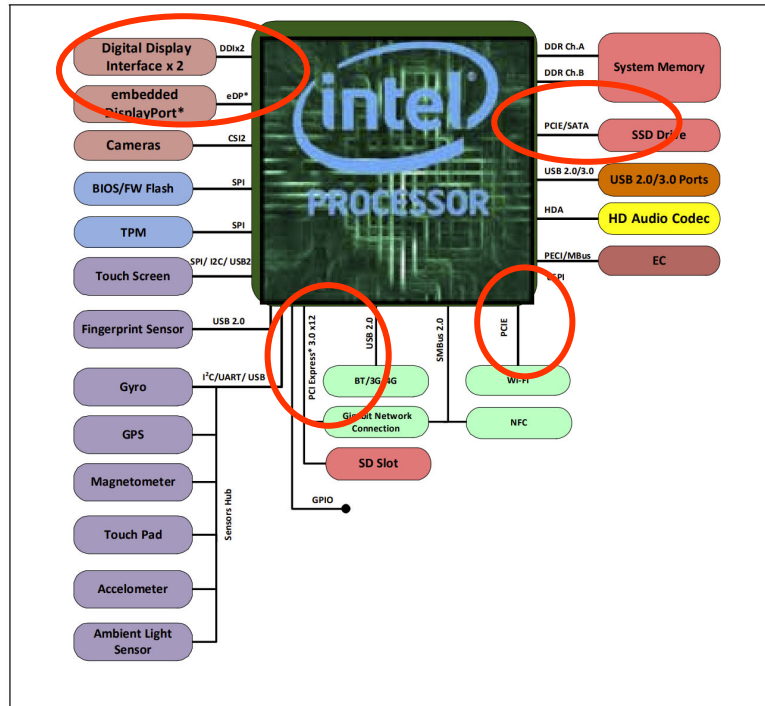 Digital Display
Interface x 2
DDIx2
embedded
DisplayPort*
eDP*
Cameras
CSI2
BIOS/FW Flash
SPI
TPM
SPI
Touch Screen
SPI/ I2C/ USB2
Fingerprint Sensor
USB 2.0
Gyro
I²C/UART/ USB
GPS
Magnetometer
Touch Pad
Accelometer
Ambient Light
Sensor
Sensors Hub
intel
PROCESSOR
DDR Ch.A
DDR Ch.B
System Memory
PCIE/SATA
SSD Drive
USB 2.0/3.0
USB 2.0/3.0 Ports
HDA
HD Audio Codec
PECI/MBus
EC
PCI Express* 3.0 x12
USB 2.0
SMBus 2.0
PCIE
BT/3G/4G
WI-FI
Gigabit Network
Connection
NFC
SD Slot
GPIO